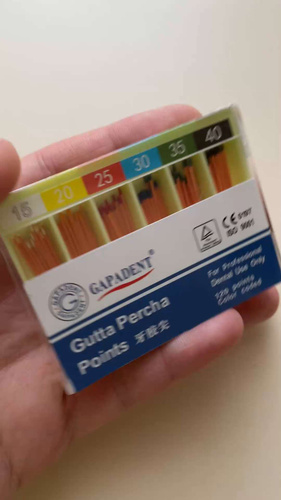 15 20 25 30 35 40
GAPADENT®
CE 0197
ISO 9001
Gutta Percha
Points 牙胶尖
For Professional
Dental Use Only
120 points
Color coded